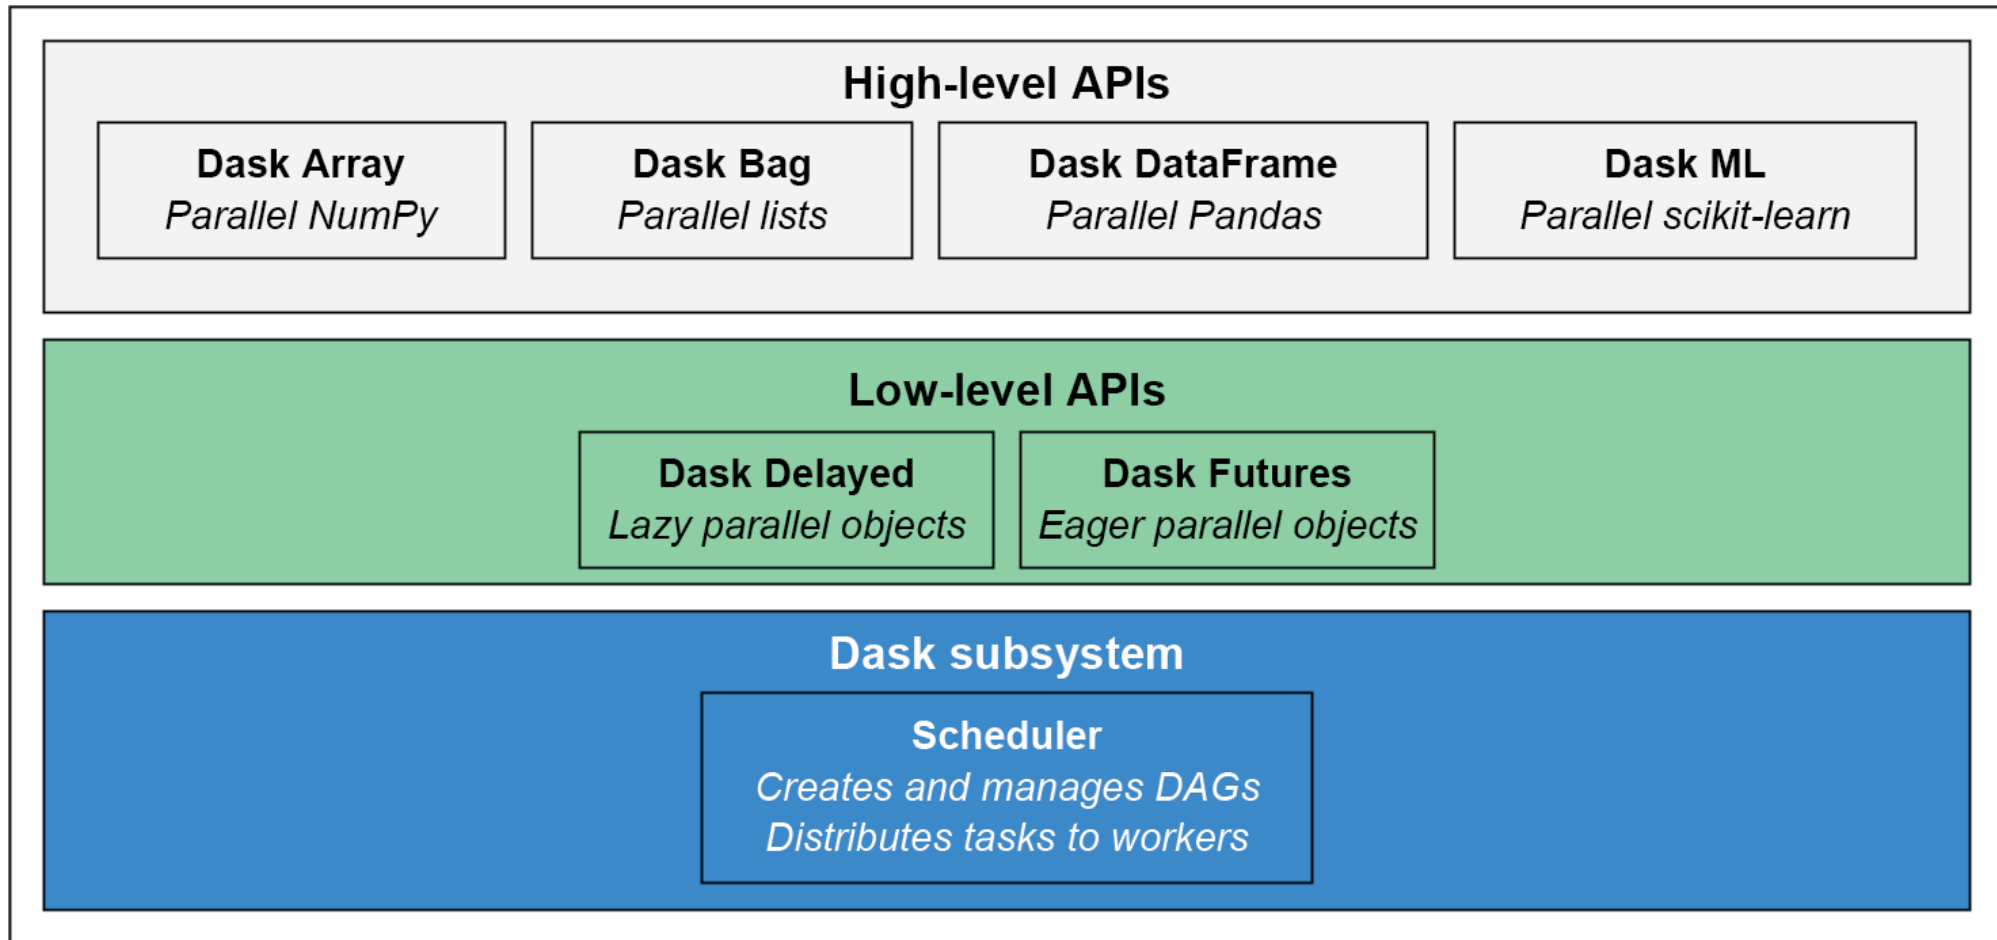 High-level APIs
Dask Array
Parallel NumPy
Dask Bag
Parallel lists
Dask DataFrame
Parallel Pandas
Dask ML
Parallel scikit-learn
Low-level APIs
Dask Delayed
Lazy parallel objects
Dask Futures
Eager parallel objects
Dask subsystem
Scheduler
Creates and manages DAGs
Distributes tasks to workers